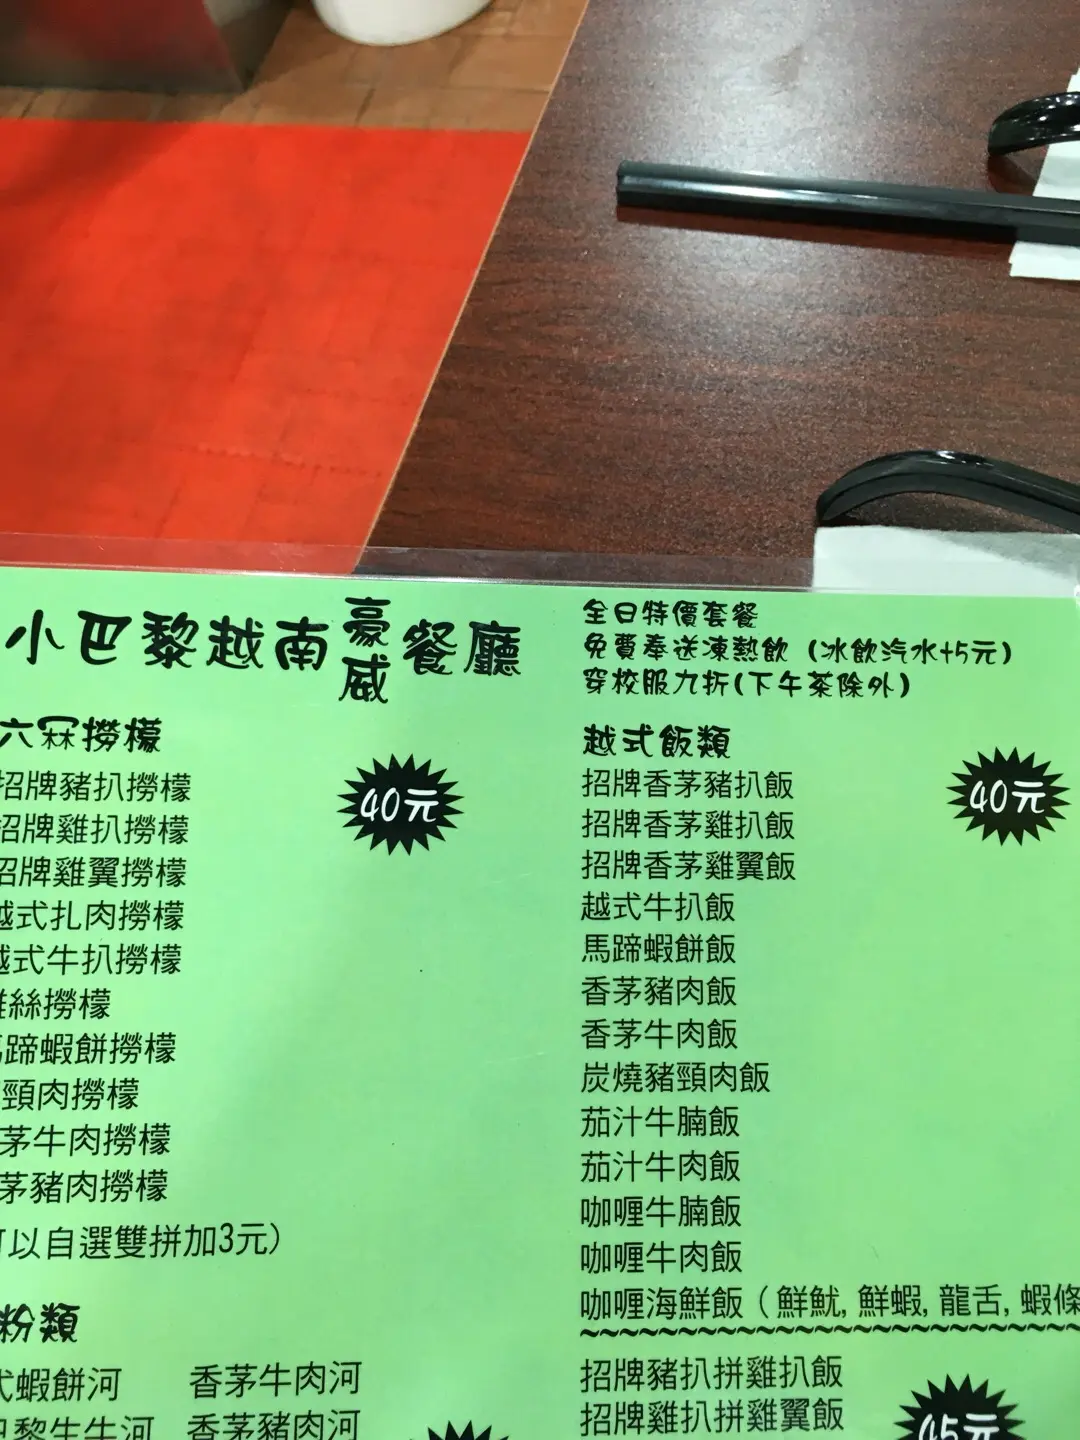 小巴黎越南豪威餐廳
全日特價套餐
免費奉送凍熱飲（冰飲汽水+5元）
穿校服九折(下午茶除外)
六冧撈檬
40元
招牌豬扒撈檬
招牌雞扒撈檬
招牌雞翼撈檬
越式扎肉撈檬
越式牛扒撈檬
絲撈檬
蹄蝦餅撈檬
頸肉撈檬
茅牛肉撈檬
茅豬肉撈檬
以自選雙拼加3元）
粉類
式蝦餅河 香茅牛肉河
黎牛牛河 香茅豬肉河
越式飯類
40元
招牌香茅豬扒飯
招牌香茅雞扒飯
招牌香茅雞翼飯
越式牛扒飯
馬蹄蝦餅飯
香茅豬肉飯
香茅牛肉飯
炭燒豬頸肉飯
茄汁牛腩飯
茄汁牛肉飯
咖喱牛腩飯
咖喱牛肉飯
咖喱海鮮飯（鮮魷,鮮蝦,龍舌,蝦條
招牌豬扒拼雞扒飯
招牌雞扒拼雞翼飯
45元